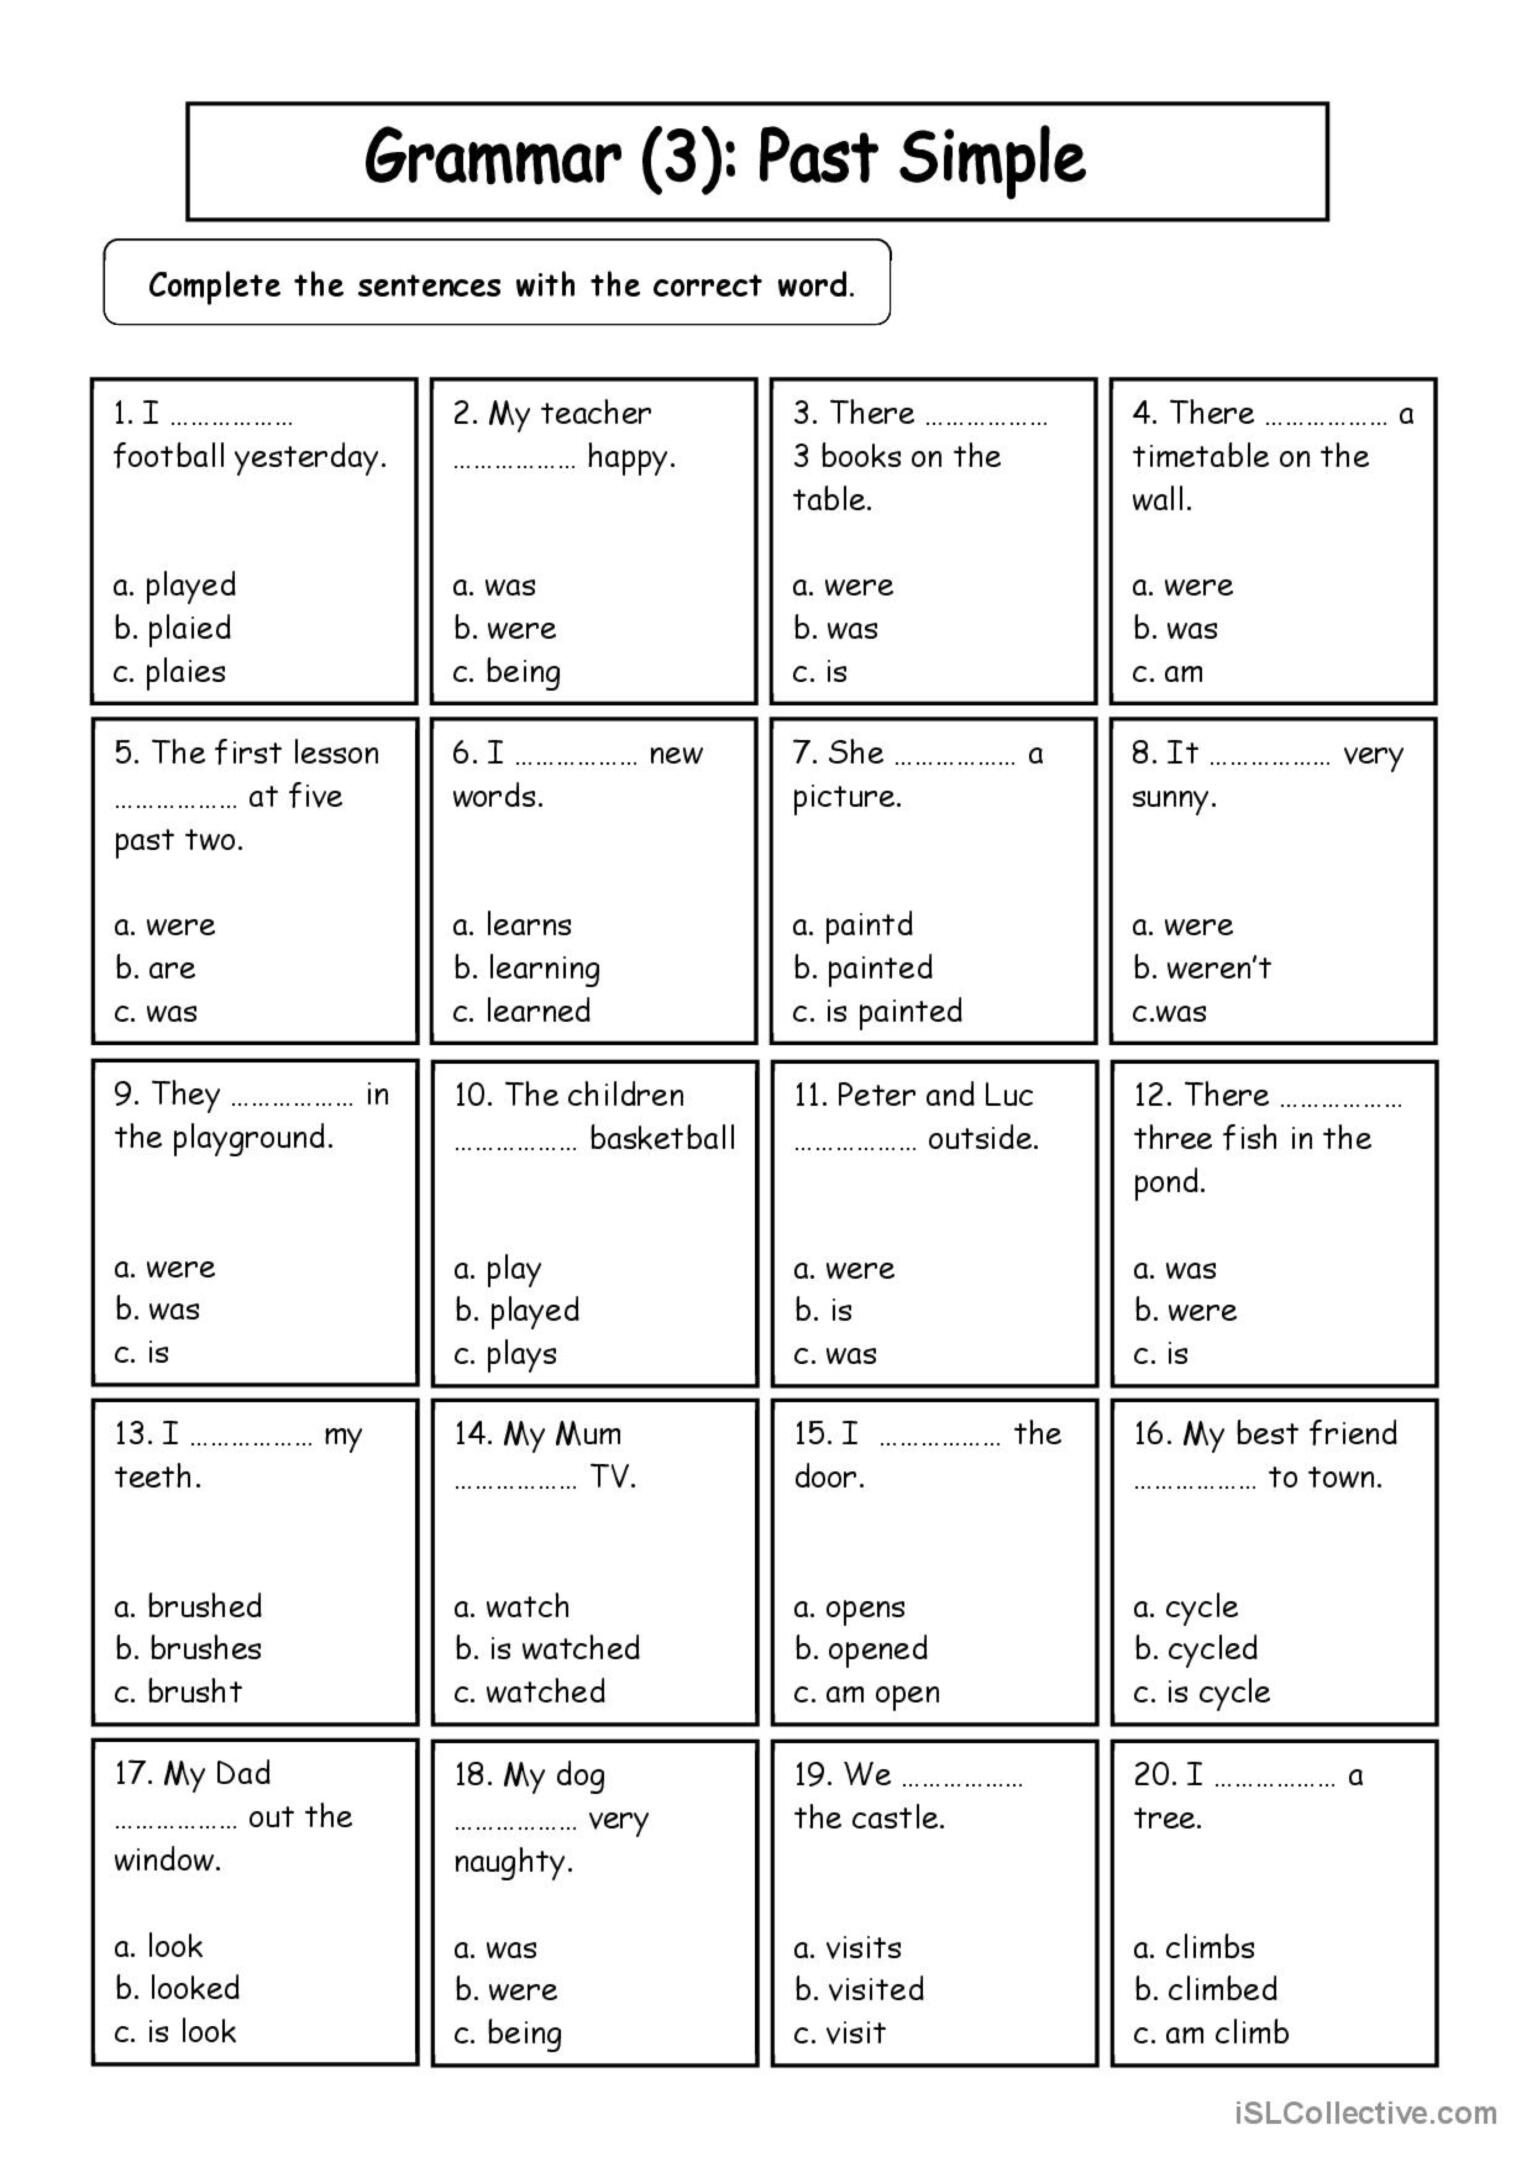 Grammar (3): Past Simple
Complete the sentences with the correct word.
1. I ………………
football yesterday.
a. played
b. plaied
c. plaies
2. My teacher
……………… happy.
a. was
b. were
c. being
3. There ………………
3 books on the
table.
a. were
b. was
c. is
4. There ……………… a
timetable on the
wall.
a. were
b. was
c. am
5. The first lesson
……………… at five
past two.
a. were
b. are
c. was
6. I ……………… new
words.
a. learns
b. learning
c. learned
7. She ……………… a
picture.
a. paintd
b. painted
c. is painted
8. It ……………… very
sunny.
a. were
b. weren't
c.was
9. They ……………… in
the playground.
a. were
b. was
c. is
10. The children
……………… basketball
a. play
b. played
c. plays
11. Peter and Luc
……………… outside.
a. were
b. is
c. was
12. There ………………
three fish in the
pond.
a. was
b. were
c. is
13. I ……………… my
teeth.
a. brushed
b. brushes
c. brusht
14. My Mum
……………… TV.
a. watch
b. is watched
c. watched
15. I ……………… the
door.
a. opens
b. opened
c. am open
16. My best friend
……………… to town.
a. cycle
b. cycled
c. is cycle
17. My Dad
……………… out the
window.
a. look
b. looked
c. is look
18. My dog
……………… very
naughty.
a. was
b. were
c. being
19. We ………………
the castle.
a. visits
b. visited
c. visit
20. I ……………… a
tree.
a. climbs
b. climbed
c. am climb
iSLCollective.com